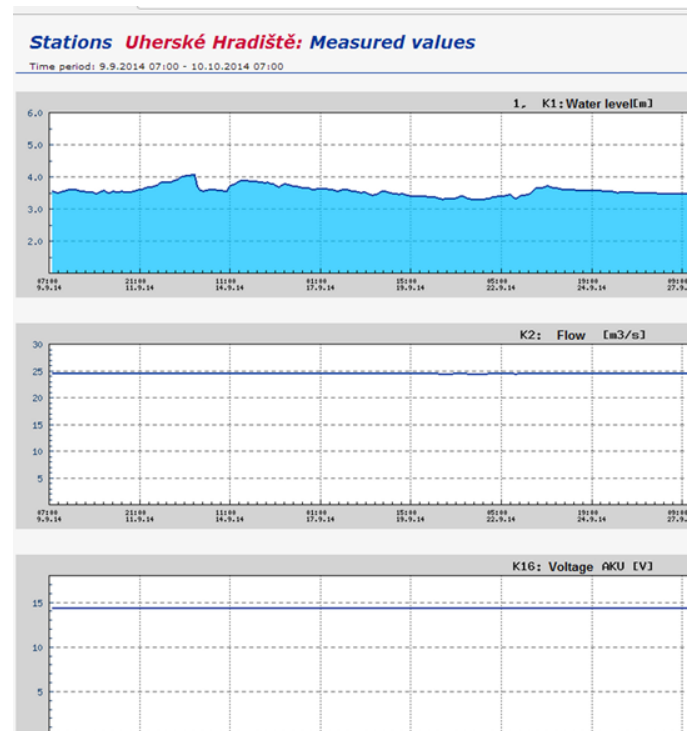 Stations Uherské Hradiště: Measured values
Time period: 9.9.2014 07:00 - 10.10.2014 07:00
1, K1: Water level[m]
6.0
5.0
4.0
3.0
2.0
07:00 21:00 11:00 01:00 15:00 05:00 19:00 09:00
9.9.14 11.9.14 14.9.14 17.9.14 19.9.14 22.9.14 24.9.14 27.9.
K2: Flow [m3/s]
30
25
20
15
10
5
07:00 21:00 11:00 01:00 15:00 05:00 19:00 09:00
9.9.14 11.9.14 14.9.14 17.9.14 19.9.14 22.9.14 24.9.14 27.9.
K16: Voltage AKU [V]
15
10
5